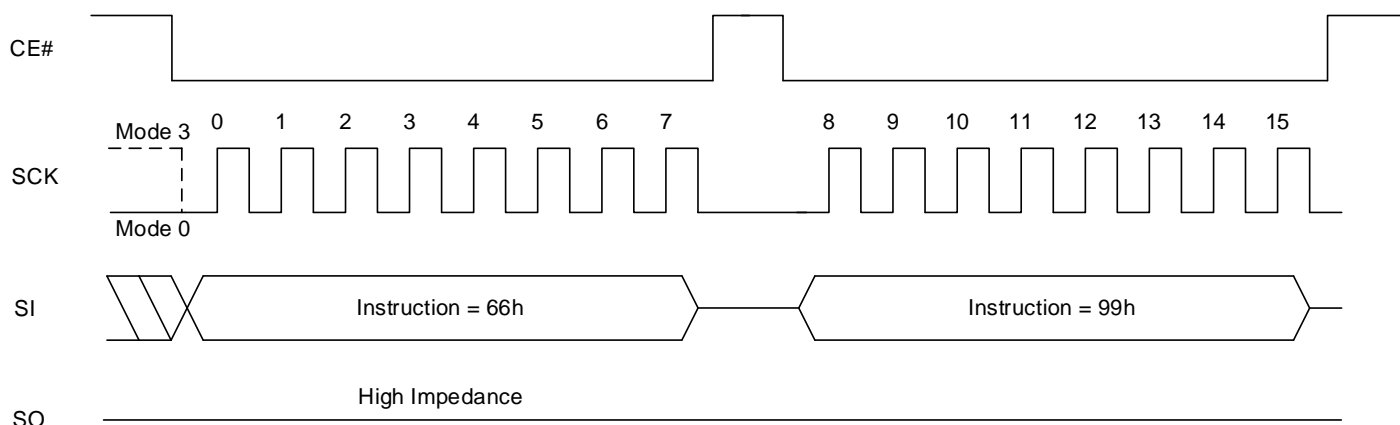 CE#
Mode 3
0 1 2 3 4 5 6 7 8 9 10 11 12 13 14 15
SCK
Mode 0
SI
Instruction = 66h
Instruction = 99h
High Impedance
SO